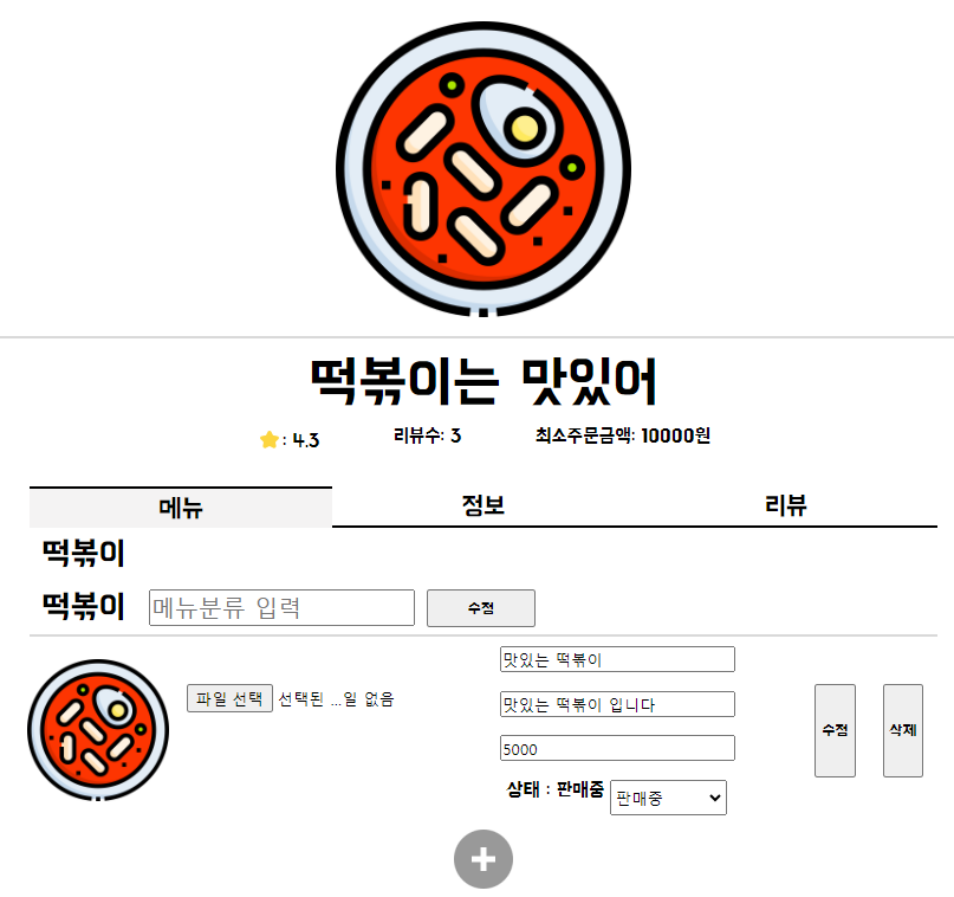 떡볶이는 맛있어
: 4.3 리뷰수: 3 최소주문금액: 10000원
메뉴 정보 리뷰
떡볶이
떡볶이 메뉴분류 입력 수정
맛있는 떡볶이
파일 선택 선택된 ...일 없음
맛있는 떡볶이 입니다
수정 삭제
5000
상태 : 판매중 판매중